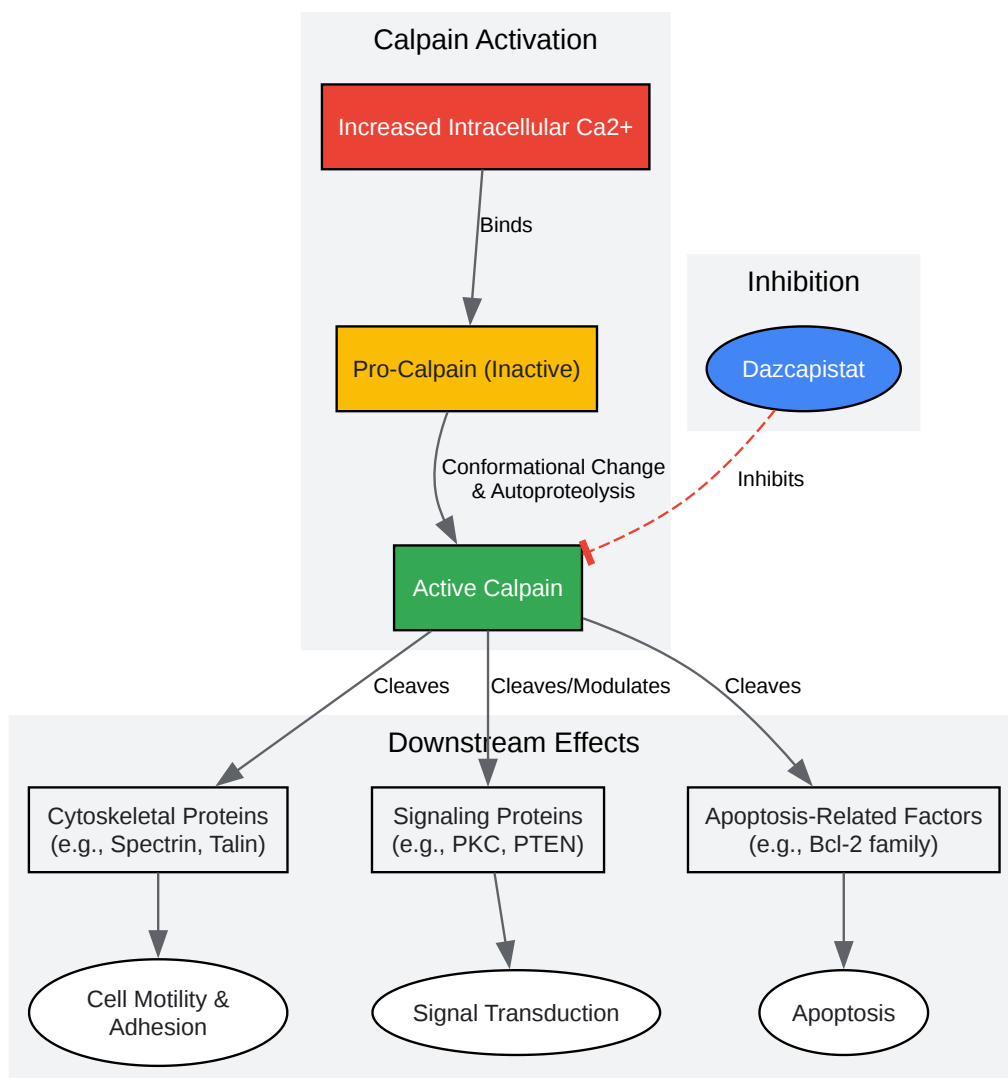 Calpain Activation
Increased Intracellular Ca2+
Binds
Inhibition
Pro-Calpain (Inactive)
Dazcapistat
Conformational Change
& Autoproteolysis
Inhibits
Active Calpain
Cleaves
Cleaves/Modulates
Cleaves
Downstream Effects
Cytoskeletal Proteins
(e.g., Spectrin, Talin)
Signaling Proteins
(e.g., PKC, PTEN)
Apoptosis-Related Factors
(e.g., Bcl-2 family)
Cell Motility &
Adhesion
Signal Transduction
Apoptosis